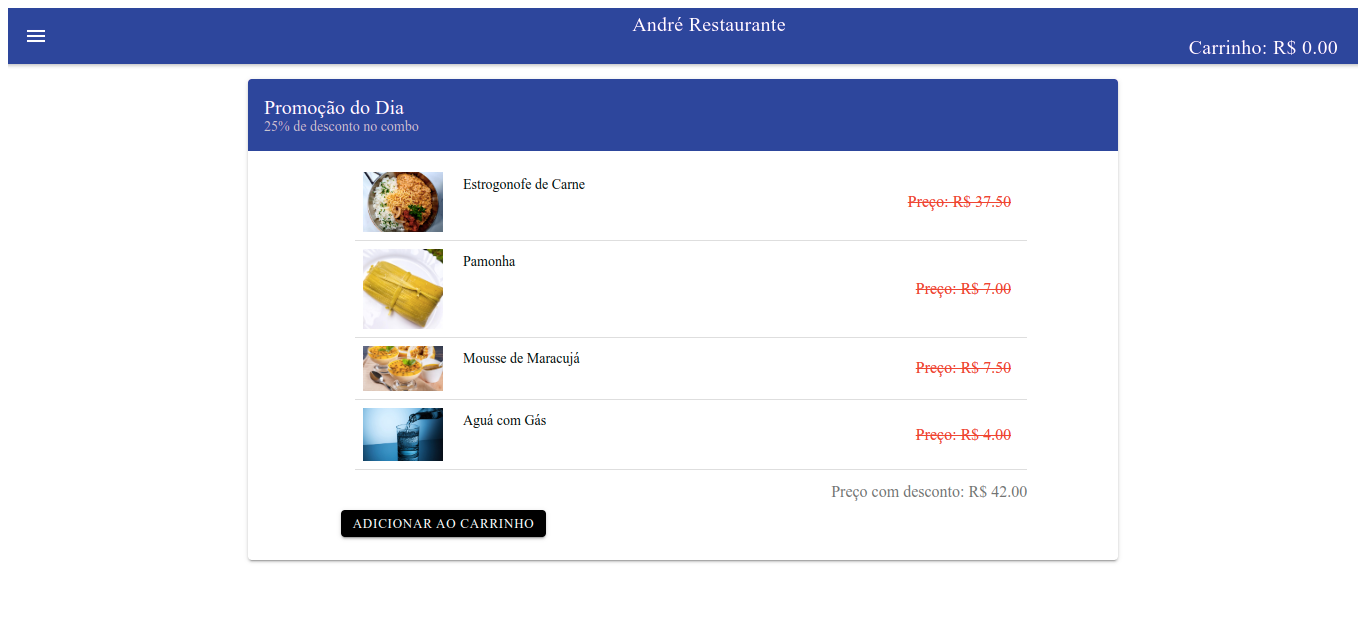 André Restaurante
Carrinho: R$ 0.00
Promoção do Dia
25% de desconto no combo
Estrogonofe de Carne
Preço: R$ 37.50
Pamonha
Preço: R$ 7.00
Mousse de Maracujá
Preço: R$ 7.50
Aguá com Gás
Preço: R$ 4.00
Preço com desconto: R$ 42.00
ADICIONAR AO CARRINHO